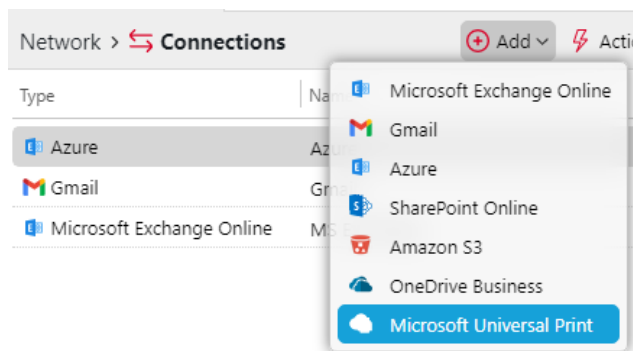 Network > Connections
Add
Type
Microsoft Exchange Online
Gmail
Azure
SharePoint Online
Amazon S3
OneDrive Business
Microsoft Universal Print
Azure
Gmail
Microsoft Exchange Online
MS